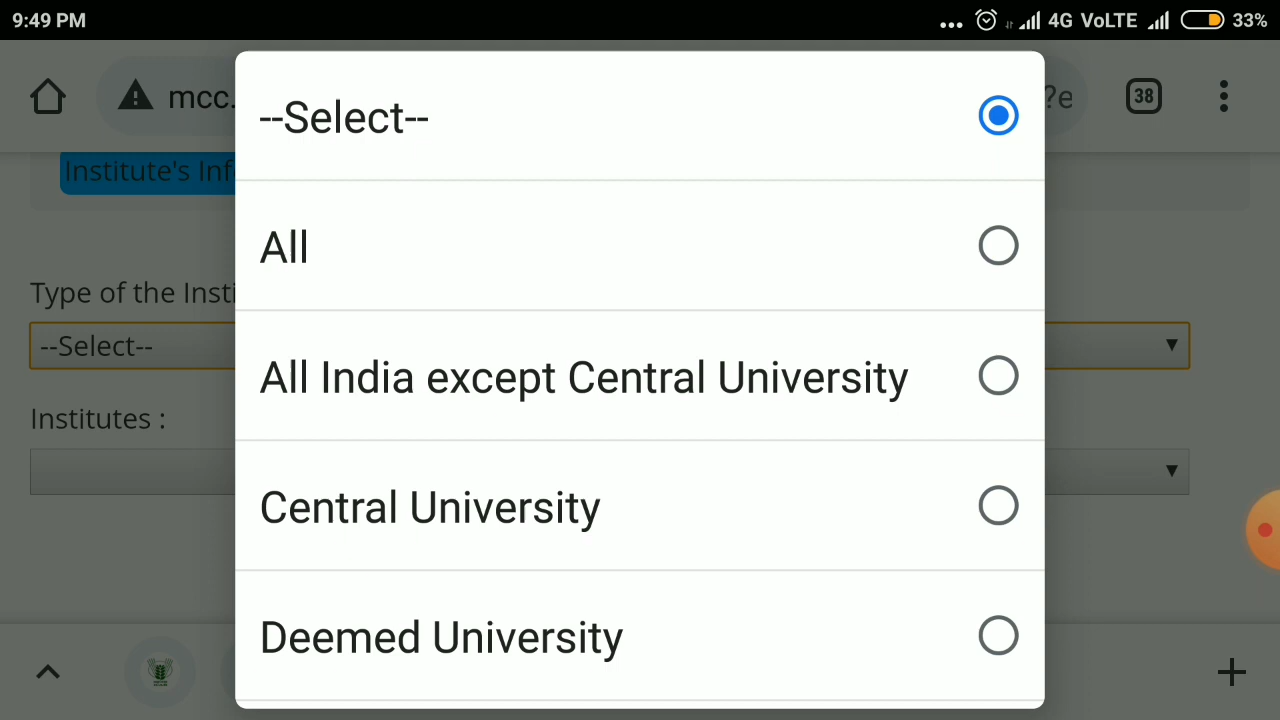 9:49 PM
4G VoLTE 33%
mcc.
?e
38
Institute's Inf
--Select--
All
All India except Central University
Central University
Deemed University
Type of the Insti
--Select--
Institutes :